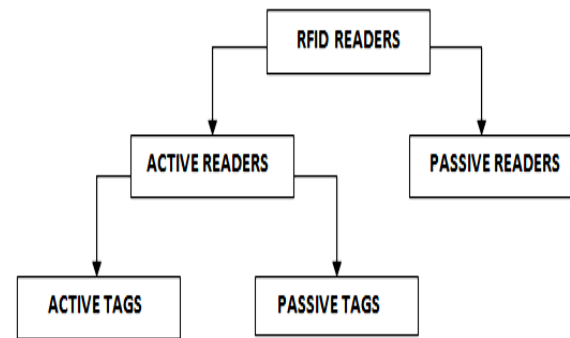 RFID READERS
ACTIVE READERS
PASSIVE READERS
ACTIVE TAGS
PASSIVE TAGS